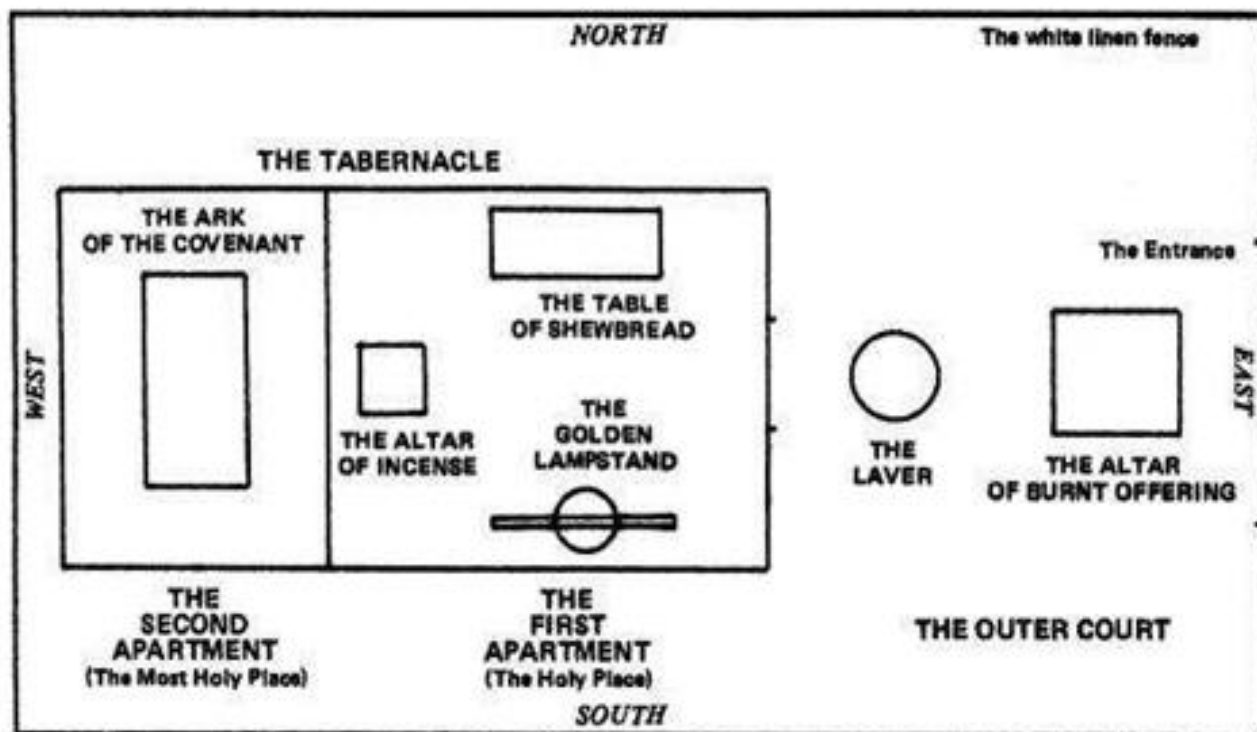 NORTH
The white linen fence
THE TABERNACLE
THE ARK
OF THE COVENANT
The Entrance
THE TABLE
OF SHEWBREAD
WEST
EAST
THE ALTAR
OF INCENSE
THE
GOLDEN
LAMPSTAND
THE
LAVER
THE ALTAR
OF BURNT OFFERING
THE
SECOND
APARTMENT
(The Most Holy Place)
THE
FIRST
APARTMENT
(The Holy Place)
THE OUTER COURT
SOUTH